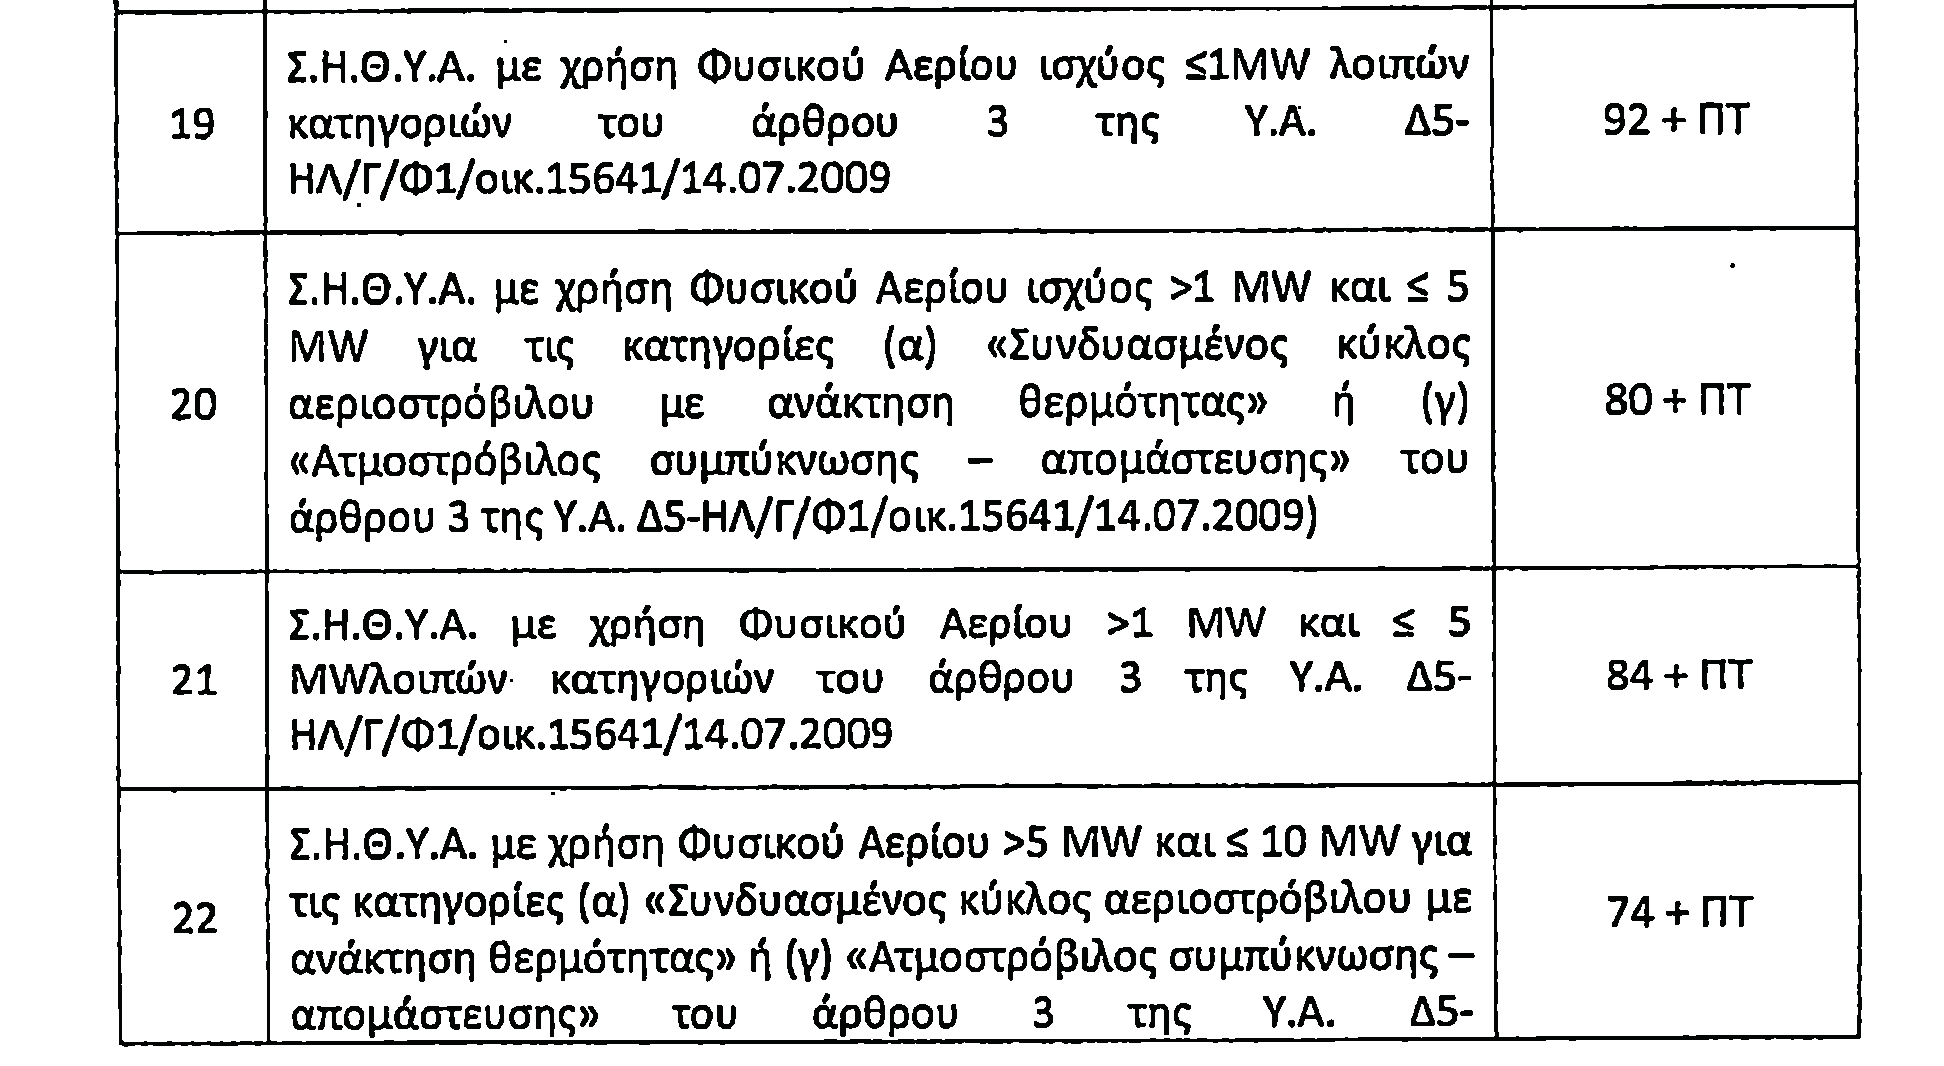 19
Σ.Η.Θ.Υ.Α. με χρήση Φυσικού Αερίου ισχύος ≤1MW λοιπών
κατηγοριών του άρθρου 3 της Υ.Α. Δ5-
ΗΛ/Γ/Φ1/οικ.15641/14.07.2009
92 + ΠΤ
20
Σ.Η.Θ.Υ.Α. με χρήση Φυσικού Αερίου ισχύος >1 MW και ≤ 5
MW για τις κατηγορίες (α) «Συνδυασμένος κύκλος
αεριοστρόβιλου με ανάκτηση θερμότητας» ή (γ)
«Ατμοστρόβιλος συμπύκνωσης – απομάστευσης» του
άρθρου 3 της Υ.Α. Δ5-ΗΛ/Γ/Φ1/οικ.15641/14.07.2009)
80 + ΠΤ
21
Σ.Η.Θ.Υ.Α. με χρήση Φυσικού Αερίου >1 MW και ≤ 5
MWλοιπών κατηγοριών του άρθρου 3 της Υ.Α. Δ5-
ΗΛ/Γ/Φ1/οικ.15641/14.07.2009
84 + ΠΤ
22
Σ.Η.Θ.Υ.Α. με χρήση Φυσικού Αερίου >5 MW και ≤ 10 MW για
τις κατηγορίες (α) «Συνδυασμένος κύκλος αεριοστρόβιλου με
ανάκτηση θερμότητας» ή (γ) «Ατμοστρόβιλος συμπύκνωσης –
απομάστευσης» του άρθρου 3 της Υ.Α. Δ5-
74 + ΠΤ